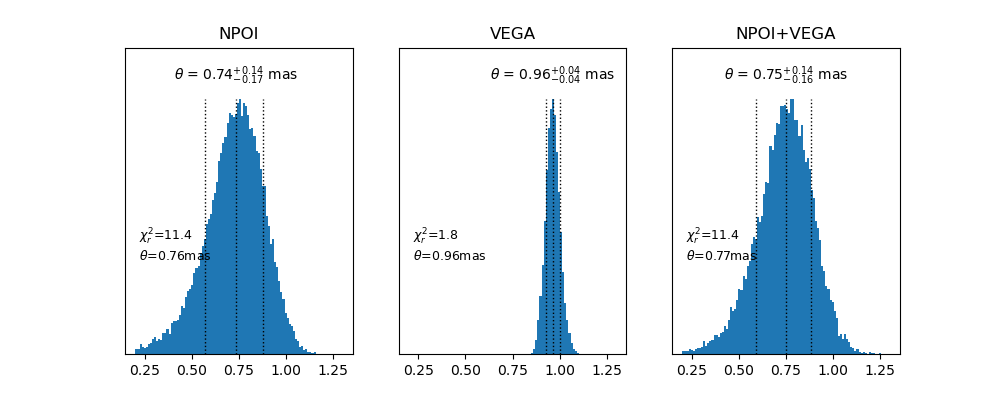 NPOI VEGA NPOI+VEGA
θ = 0.74+0.14−0.17 mas θ = 0.96+0.04−0.04 mas θ = 0.75+0.14−0.16 mas
χ²r=11.4 χ²r=1.8 χ²r=11.4
θ=0.76mas θ=0.96mas θ=0.77mas
0.25 0.50 0.75 1.00 1.25 0.25 0.50 0.75 1.00 1.25 0.25 0.50 0.75 1.00 1.25